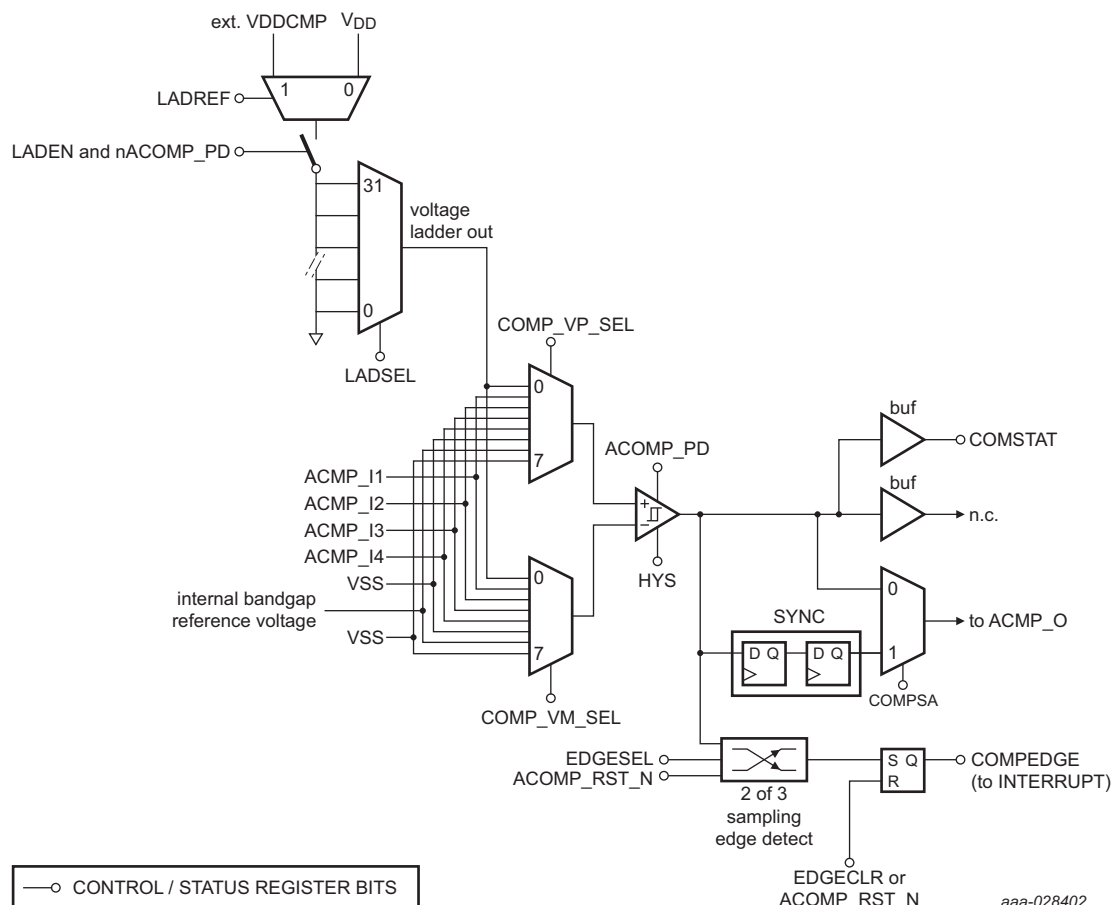 ext. VDDCMP VDD
1 0
LADREF
LADEN and nACOMP_PD
31
voltage
ladder out
0
LADSEL
COMP_VP_SEL
0
7
ACMP_I1
ACMP_I2
ACMP_I3
ACMP_I4
VSS
internal bandgap
reference voltage
VSS
0
7
COMP_VM_SEL
ACOMP_PD
+
−
HYS
buf
COMSTAT
buf
n.c.
0
to ACMP_O
1
SYNC
D Q D Q
COMPSA
EDGESEL
ACOMP_RST_N
2 of 3
sampling
edge detect
S Q
R
COMPEDGE
(to INTERRUPT)
EDGECLR or
ACOMP_RST_N
CONTROL / STATUS REGISTER BITS
aaa-028402